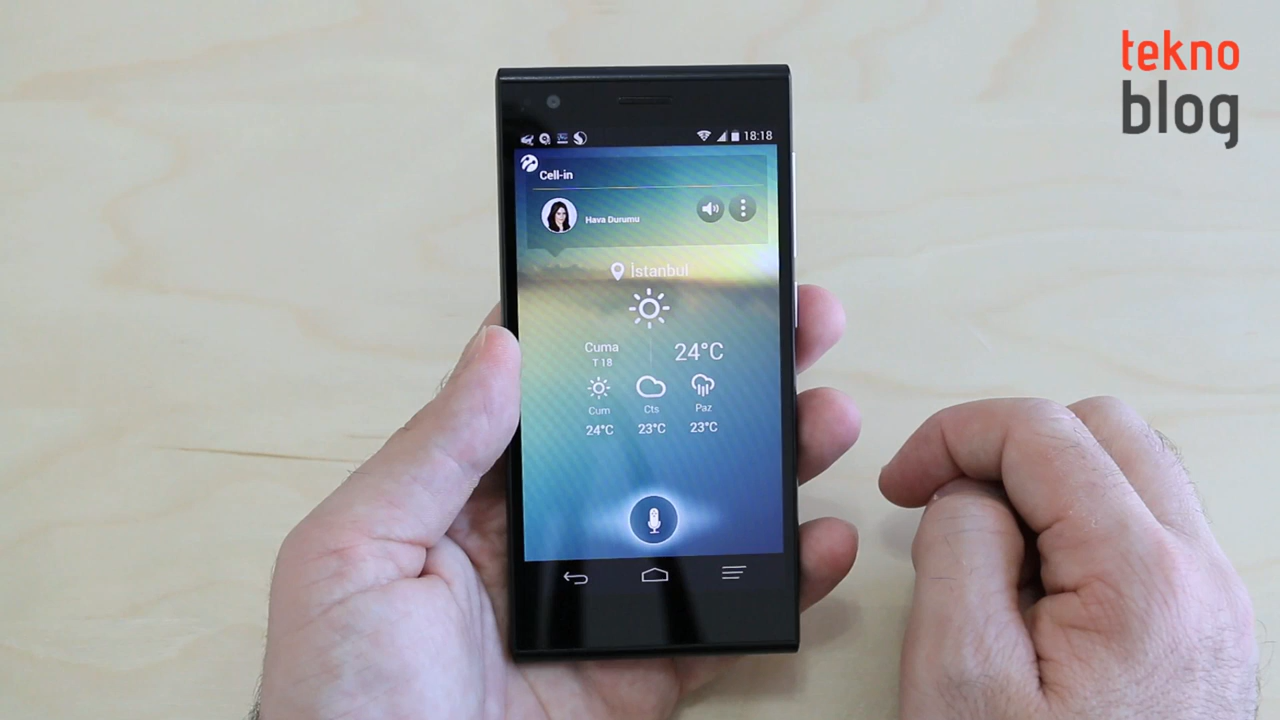 tekno
blog
18:18
Cell-in
Hava Durumu
İstanbul
Cuma
T 18
24°C
Cum
Cts
Paz
24°C
23°C
23°C